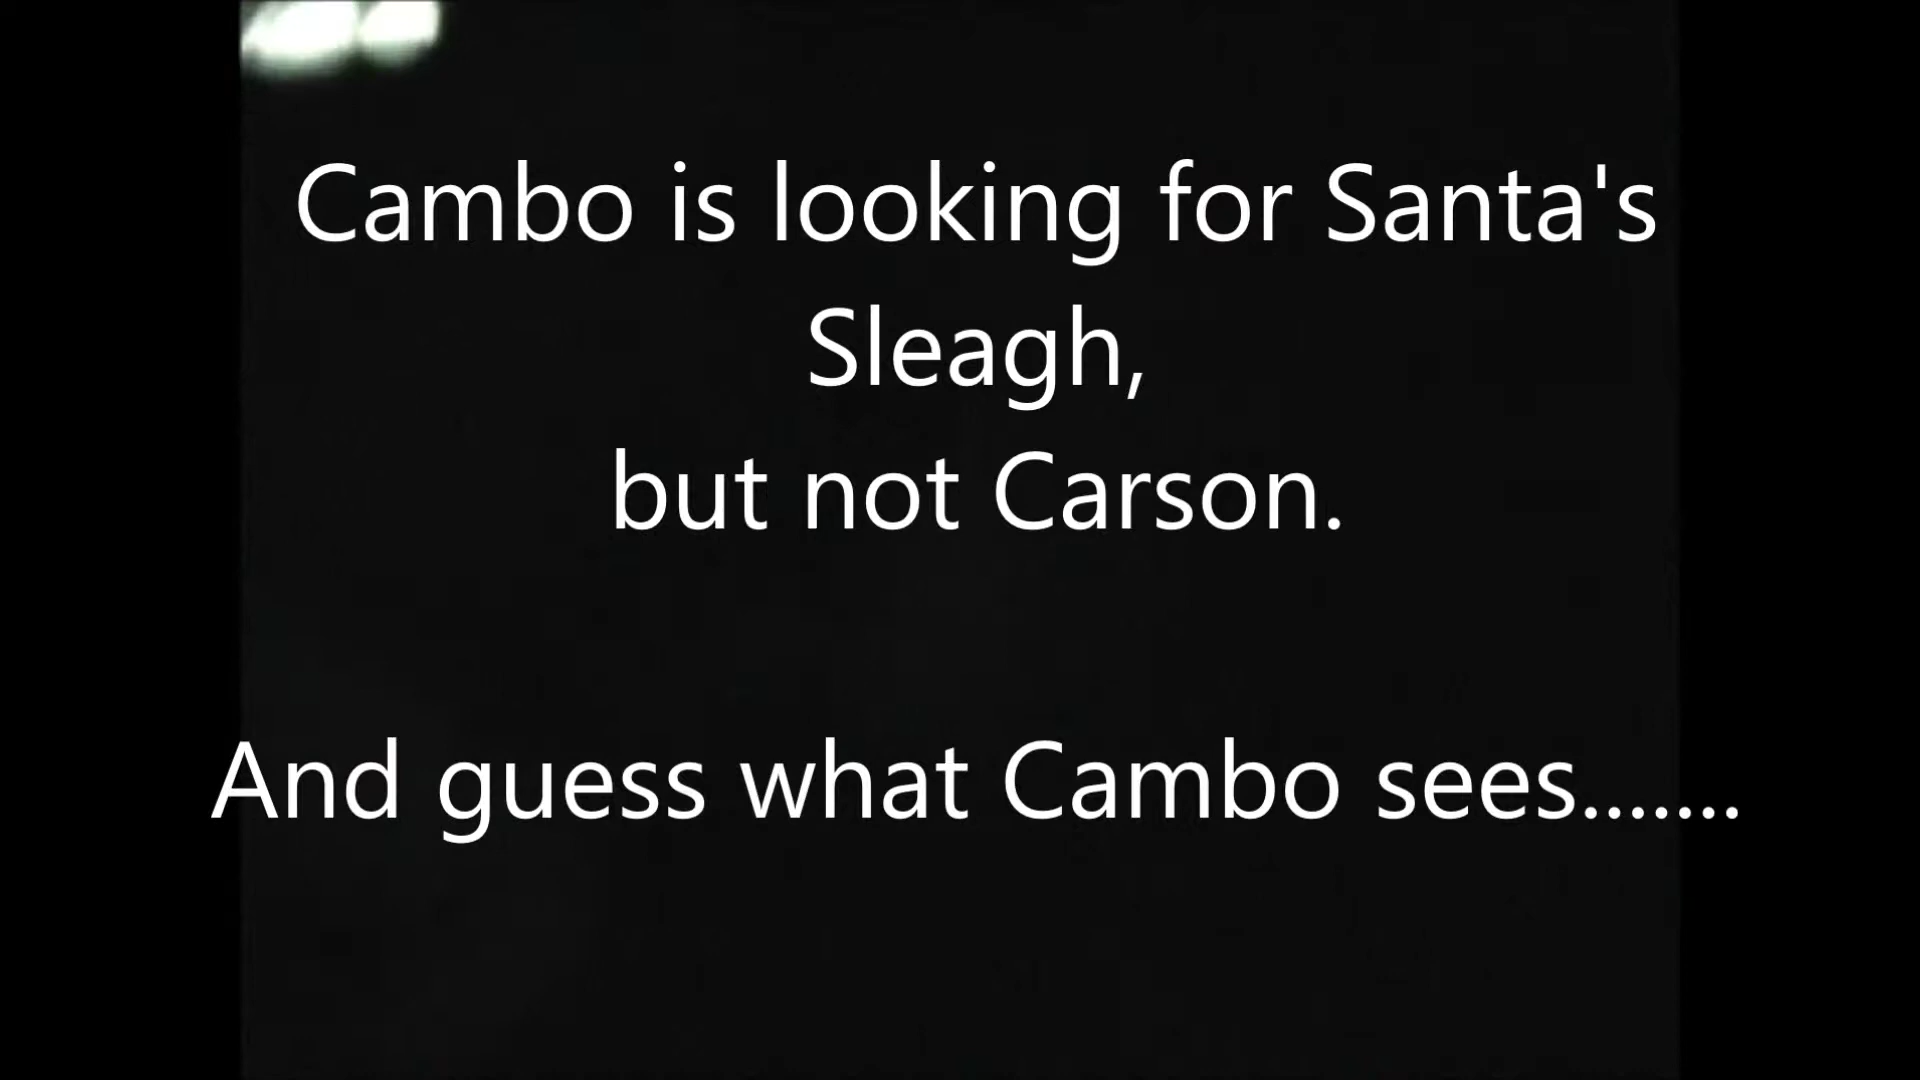 Cambo is looking for Santa's
Sleagh,
but not Carson.
And guess what Cambo sees.......